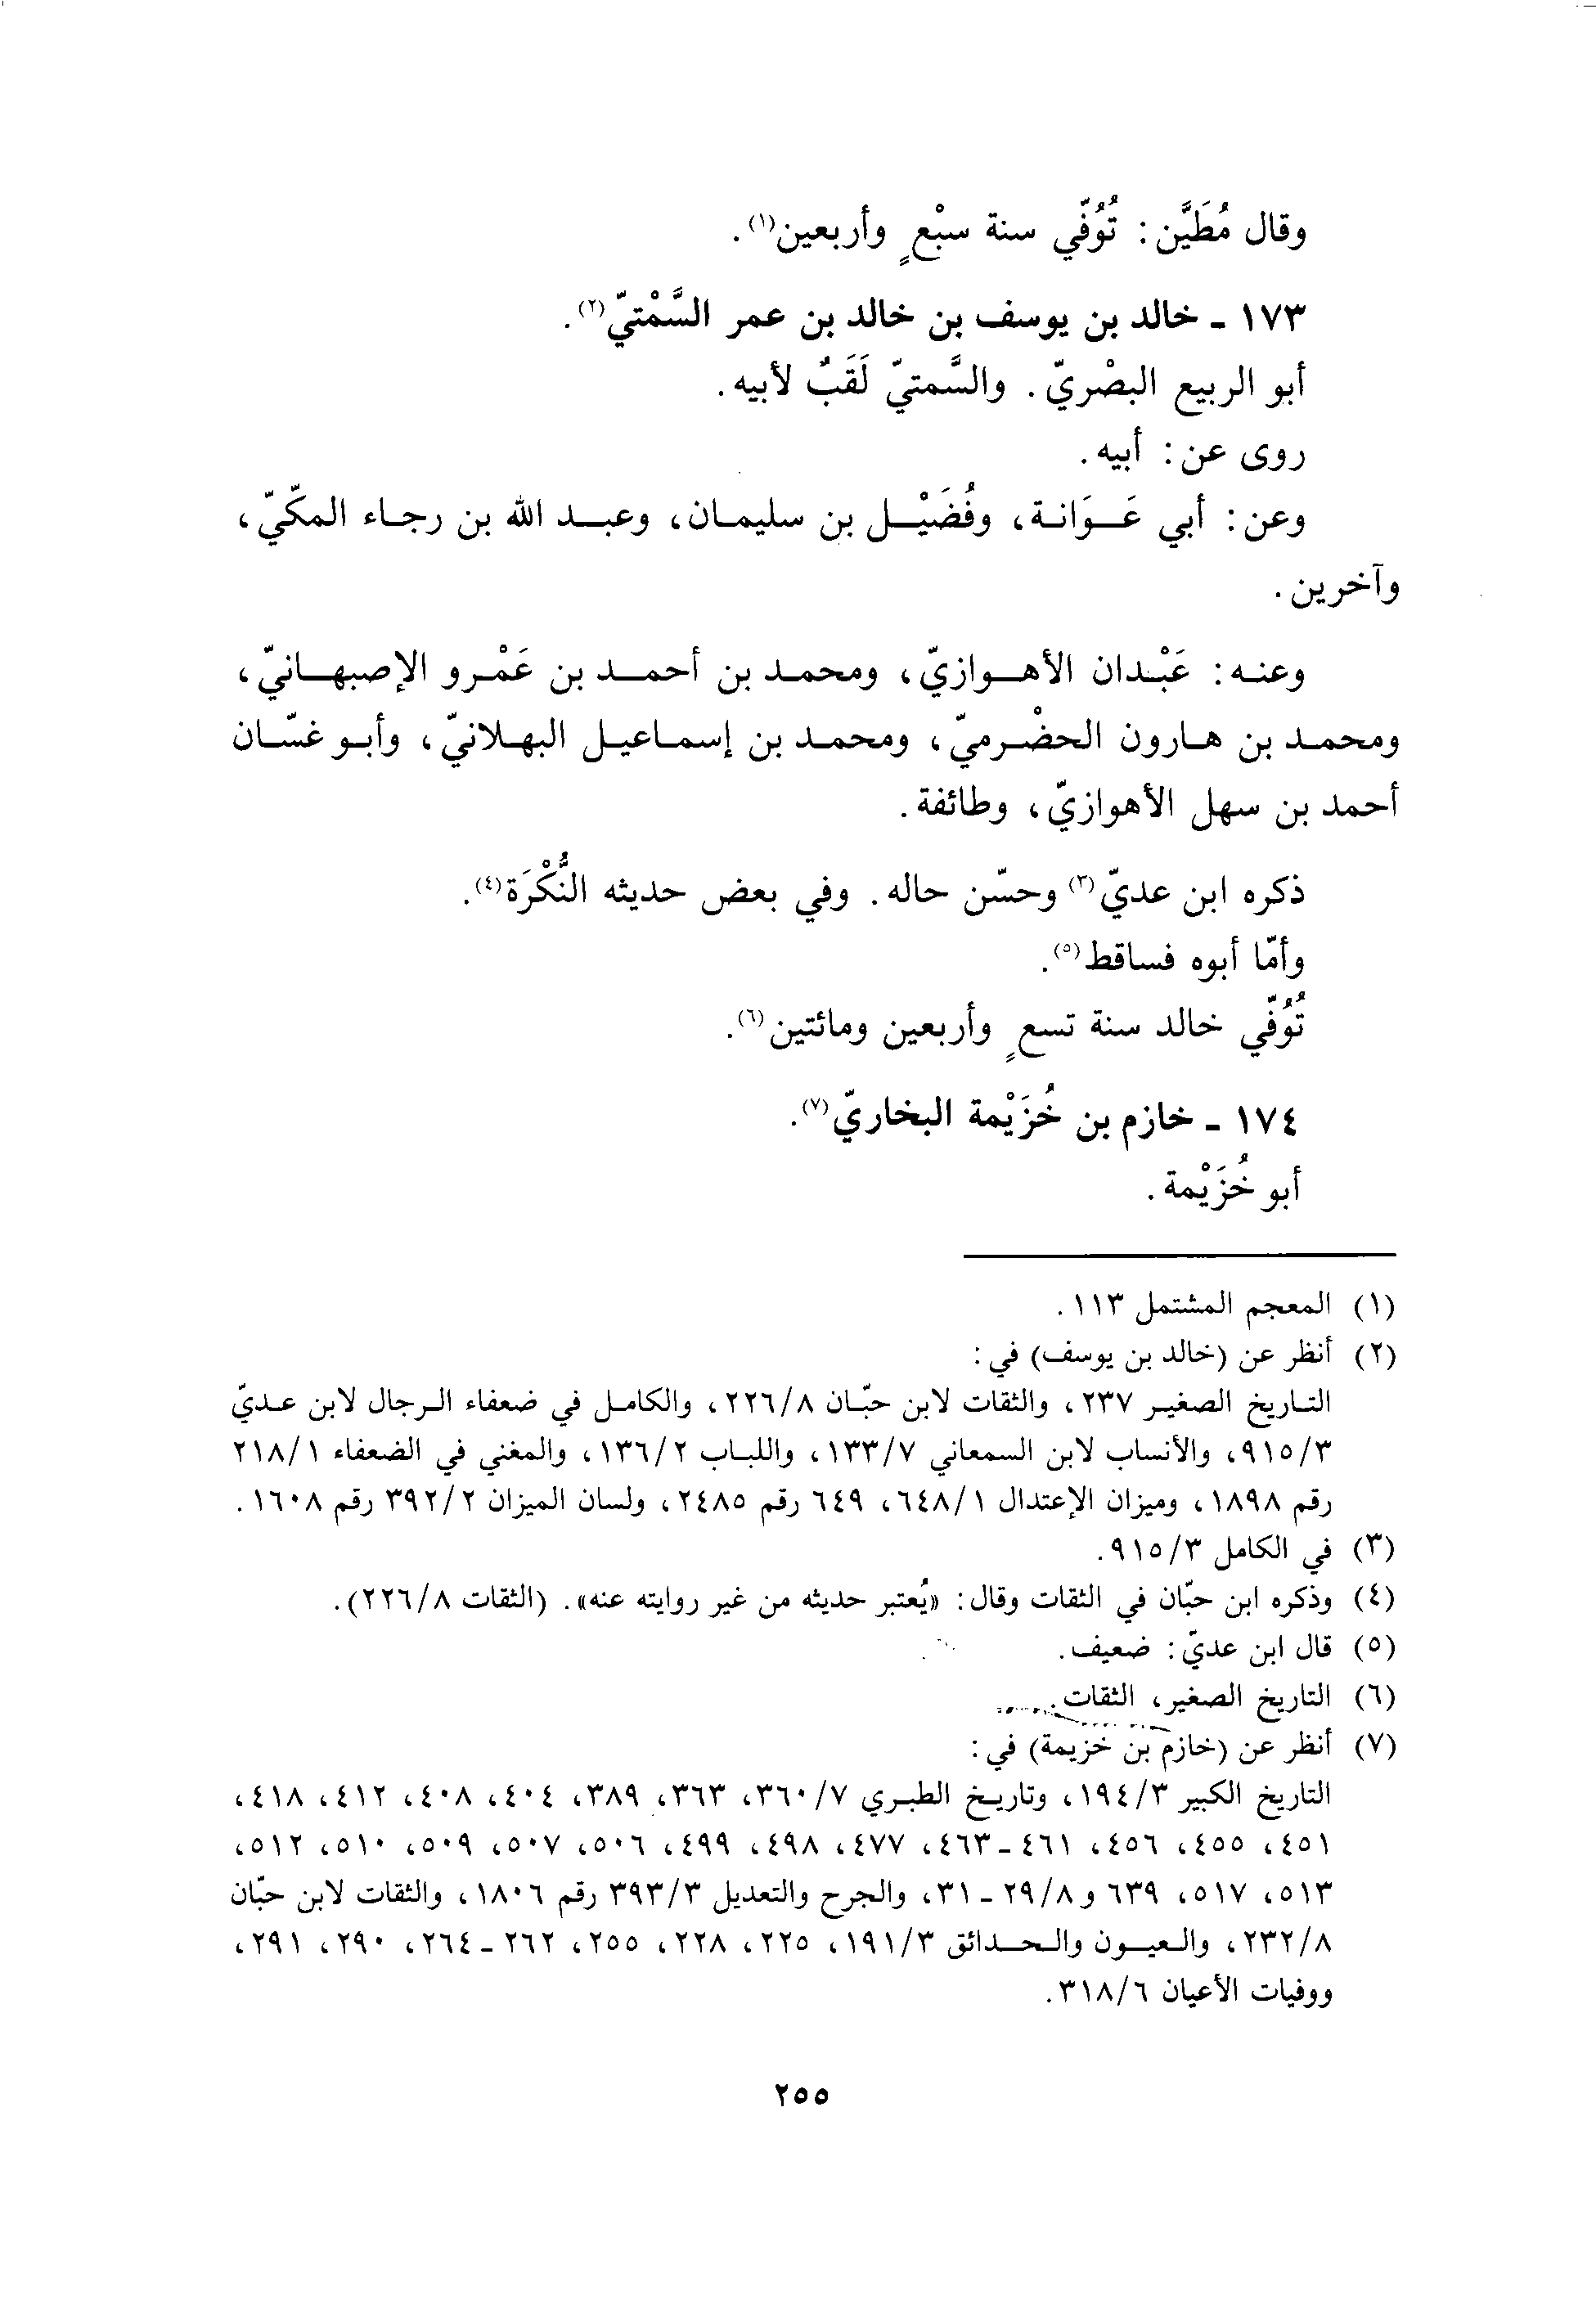 وقال مُطَيَّن: تُوُفّي سنة سبْعٍ وأربعين(١).
١٧٣ ـ خالد بن يوسف بن خالد بن عمر السَّمْتيّ(٢).
أبو الربيع البصْريّ. والسَّمتيّ لَقَبٌ لأبيه.
روى عن: أبيه.
وعن: أبي عَوَانة، وفُضَيْل بن سليمان، وعبد الله بن رجاء المكّيّ،
وآخرين.
وعنه: عَبْدان الأهوازيّ، ومحمد بن أحمد بن عَمْرو الإصبهانيّ،
ومحمد بن هارون الحضْرميّ، ومحمد بن إسماعيل البهلانيّ، وأبو غسّان
أحمد بن سهل الأهوازيّ، وطائفة.
ذكره ابن عديّ(٣) وحسّن حاله. وفي بعض حديثه النُّكْرَة(٤).
وأمّا أبوه فساقط(٥).
تُوُفّي خالد سنة تسعٍ وأربعين ومائتين(٦).
١٧٤ ـ خازم بن خُزَيْمة البخاريّ(٧).
أبو خُزَيْمة.
(١) المعجم المشتمل ١١٣.
(٢) أنظر عن (خالد بن يوسف) في:
التاريخ الصغير ٢٣٧، والثقات لابن حبّان ٢٢٦/٨، والكامل في ضعفاء الرجال لابن عديّ
٩١٥/٣، والأنساب لابن السمعاني ١٣٣/٧، واللباب ١٣٦/٢، والمغني في الضعفاء ٢١٨/١
رقم ١٨٩٨، وميزان الإعتدال ٦٤٨/١، ٦٤٩ رقم ٢٤٨٥، ولسان الميزان ٣٩٢/٢ رقم ١٦٠٨.
(٣) في الكامل ٩١٥/٣.
(٤) وذكره ابن حبّان في الثقات وقال: «يُعتبر حديثه من غير روايته عنه». (الثقات ٢٢٦/٨).
(٥) قال ابن عديّ: ضعيف.
(٦) التاريخ الصغير، الثقات.
(٧) أنظر عن (خازم بن خزيمة) في:
التاريخ الكبير ١٩٤/٣، وتاريخ الطبري ٣٦٠/٧، ٣٦٣، ٣٨٩، ٤٠٤، ٤٠٨، ٤١٢، ٤١٨،
٤٥١، ٤٥٥، ٤٥٦، ٤٦١ـ٤٦٣، ٤٧٧، ٤٩٨، ٤٩٩، ٥٠٦، ٥٠٧، ٥٠٩، ٥١٠، ٥١٢،
٥١٣، ٥١٧، ٦٣٩ و٢٩/٨ ـ ٣١، والجرح والتعديل ٣٩٣/٣ رقم ١٨٠٦، والثقات لابن حبّان
٢٣٢/٨، والعيون والحدائق ١٩١/٣، ٢٢٥، ٢٢٨، ٢٥٥، ٢٦٢ـ٢٦٤، ٢٩٠، ٢٩١،
ووفيات الأعيان ٣١٨/٦.
٢٥٥